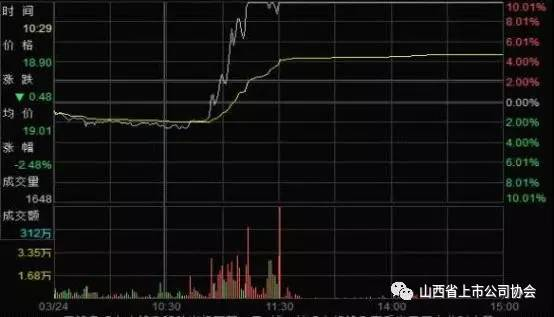 时间
10:29
价格
18.90
涨跌
▼ 0.48
均价
19.01
涨幅
-2.48%
成交量
1648
成交额
312万
3.35万
1.68万
10.01%
8.01%
6.00%
4.00%
2.00%
0.00%
2.00%
4.00%
6.00%
8.01%
10.01%
03/24
10:30
11:30
14:00
15:00
山西省上市公司协会